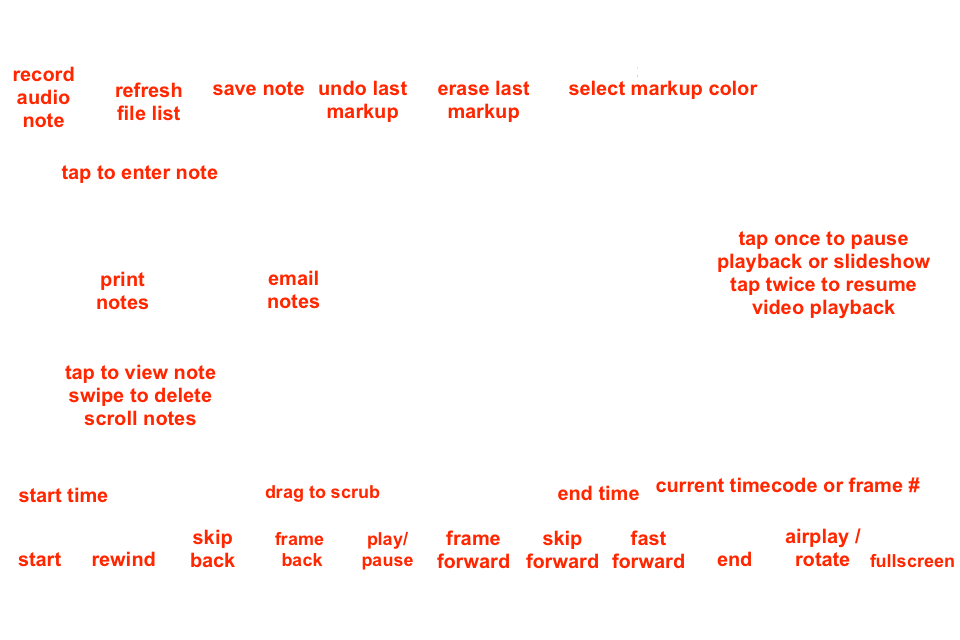 record
audio
note
refresh
file list
save note
undo last
markup
erase last
markup
select markup color
tap to enter note
print
notes
email
notes
tap once to pause
playback or slideshow
tap twice to resume
video playback
tap to view note
swipe to delete
scroll notes
start time
drag to scrub
end time
current timecode or frame #
start
rewind
skip
back
frame
back
play/
pause
frame
forward
skip
forward
fast
forward
end
airplay /
rotate
fullscreen